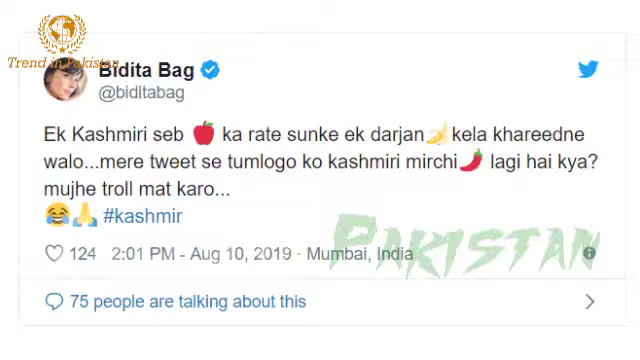 Trend in Pakistan
Bidita Bag
@biditabag
Ek Kashmiri seb 🍎 ka rate sunke ek darjan🍌kela khareedne
walo...mere tweet se tumlogo ko kashmiri mirchi🌶️ lagi hai kya?
mujhe troll mat karo...
😂🙏 #kashmir
124 2:01 PM - Aug 10, 2019 · Mumbai, India
PAKISTAN
75 people are talking about this